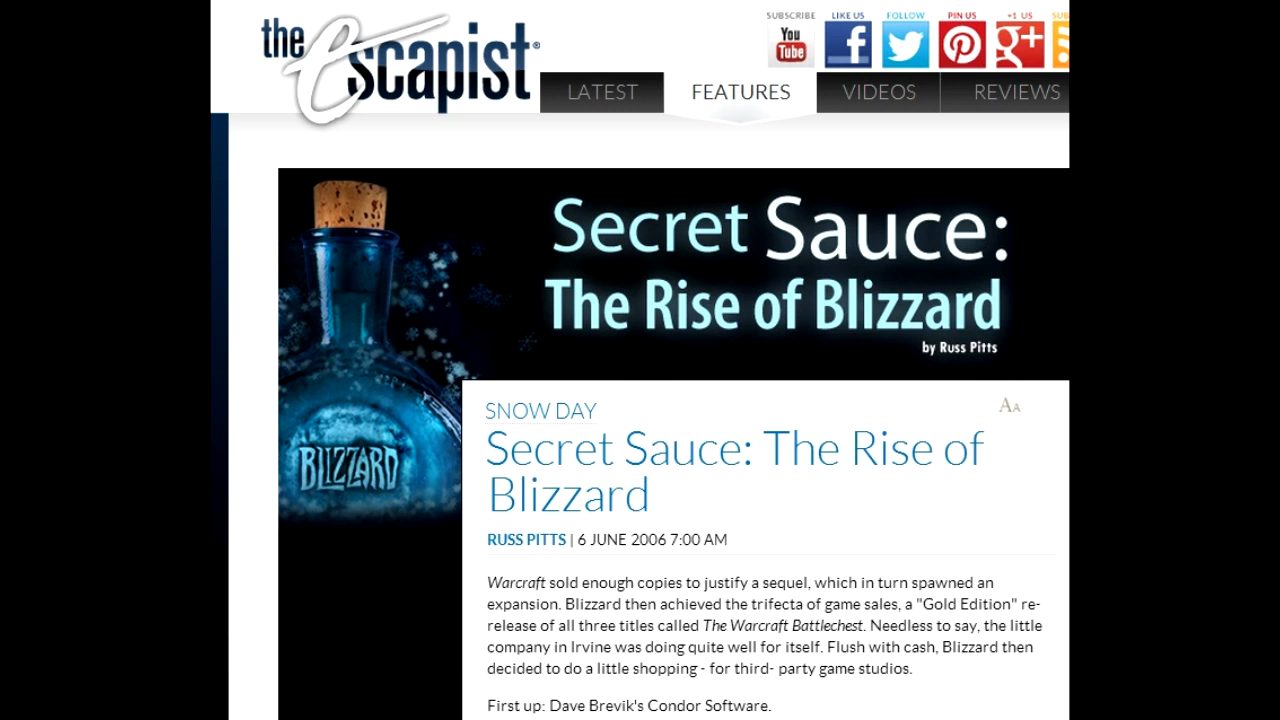 the escapist
SUBSCRIBE LIKE US FOLLOW PIN US +1 US SUB
You Tube
LATEST FEATURES VIDEOS REVIEWS
Secret Sauce:
The Rise of Blizzard
by Russ Pitts
BLIZZARD
SNOW DAY
AA
Secret Sauce: The Rise of
Blizzard
RUSS PITTS | 6 JUNE 2006 7:00 AM
Warcraft sold enough copies to justify a sequel, which in turn spawned an
expansion. Blizzard then achieved the trifecta of game sales, a "Gold Edition" re-
release of all three titles called The Warcraft Battlechest. Needless to say, the little
company in Irvine was doing quite well for itself. Flush with cash, Blizzard then
decided to do a little shopping - for third- party game studios.
First up: Dave Brevik's Condor Software.